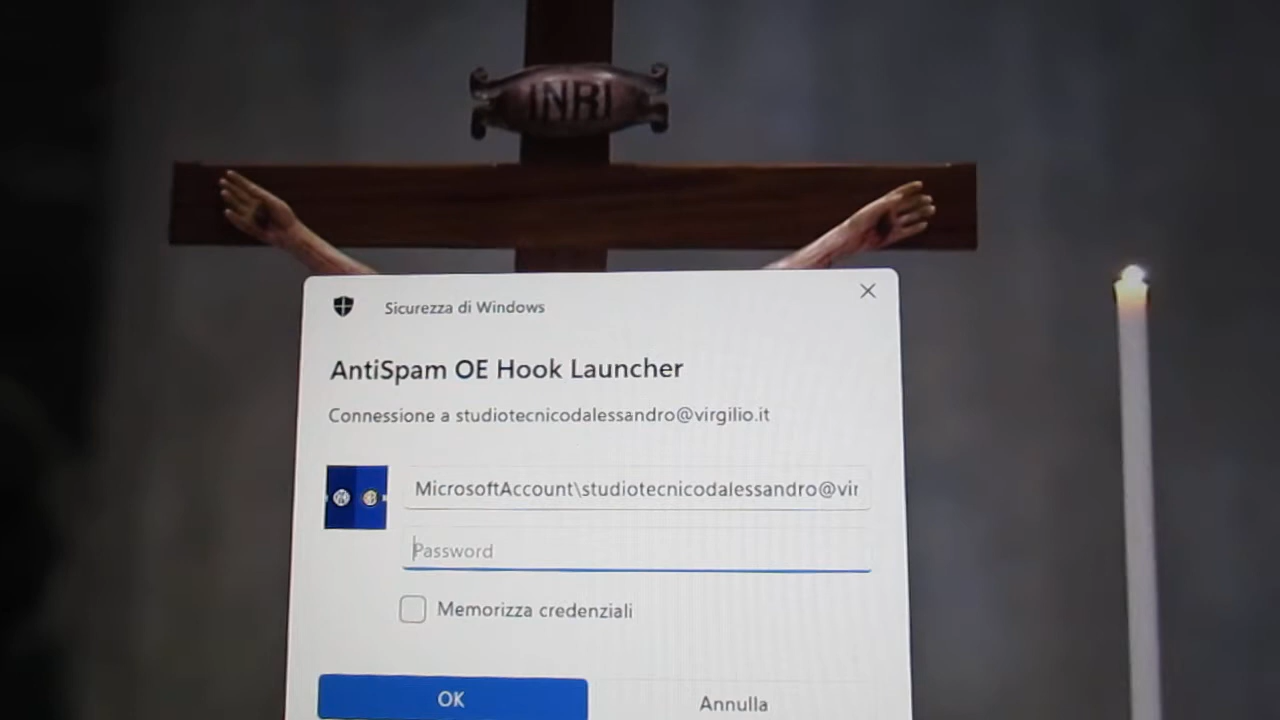 INRI
Sicurezza di Windows
AntiSpam OE Hook Launcher
Connessione a studiotecnicodalessandro@virgilio.it
MicrosoftAccount\studiotecnicodalessandro@vir
Password
Memorizza credenziali
OK
Annulla